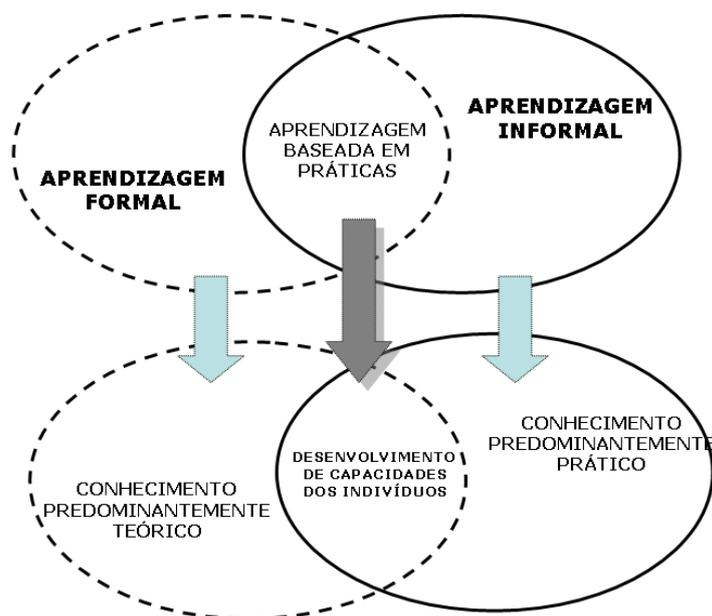 APRENDIZAGEM
FORMAL
APRENDIZAGEM
BASEADA EM
PRÁTICAS
APRENDIZAGEM
INFORMAL
CONHECIMENTO
PREDOMINANTEMENTE
TEÓRICO
DESENVOLVIMENTO
DE CAPACIDADES
DOS INDIVÍDUOS
CONHECIMENTO
PREDOMINANTEMENTE
PRÁTICO